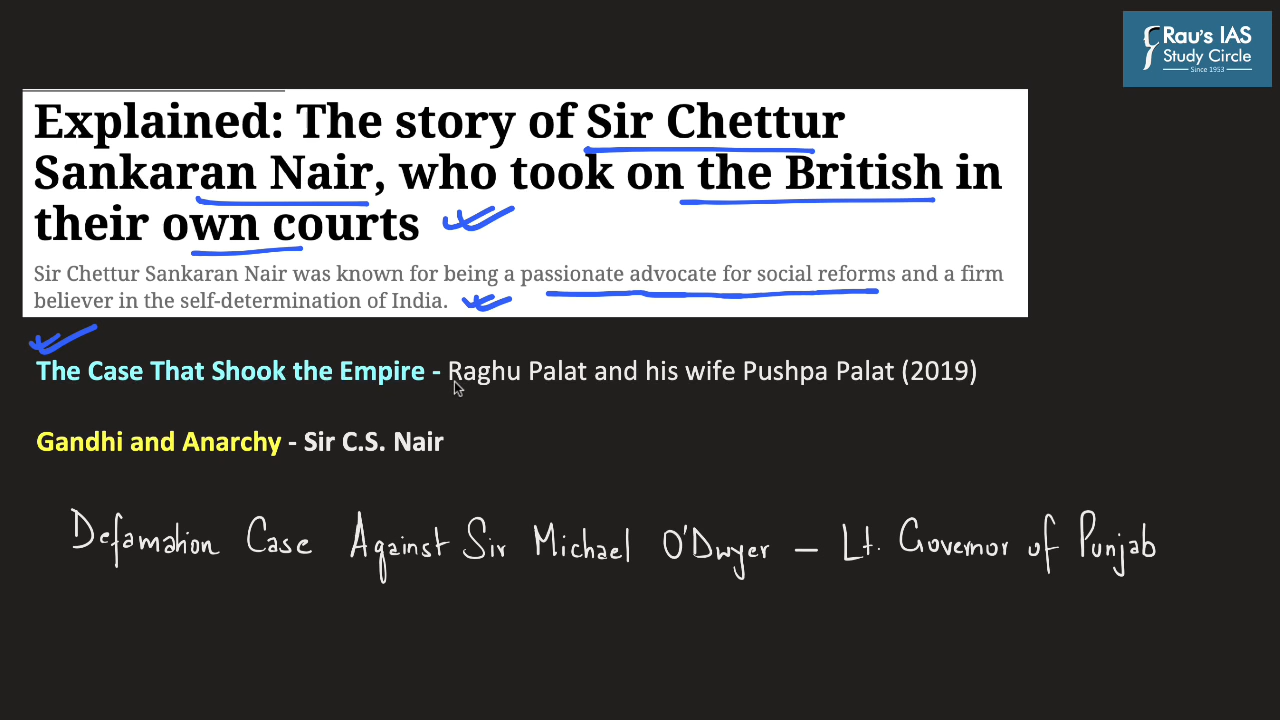 Rau's IAS
Study Circle
Since 1953
Explained: The story of Sir Chettur
Sankaran Nair, who took on the British in
their own courts
Sir Chettur Sankaran Nair was known for being a passionate advocate for social reforms and a firm
believer in the self-determination of India.
The Case That Shook the Empire - Raghu Palat and his wife Pushpa Palat (2019)
Gandhi and Anarchy - Sir C.S. Nair
Defamation Case Against Sir Michael O'Dwyer – Lt. Governor of Punjab